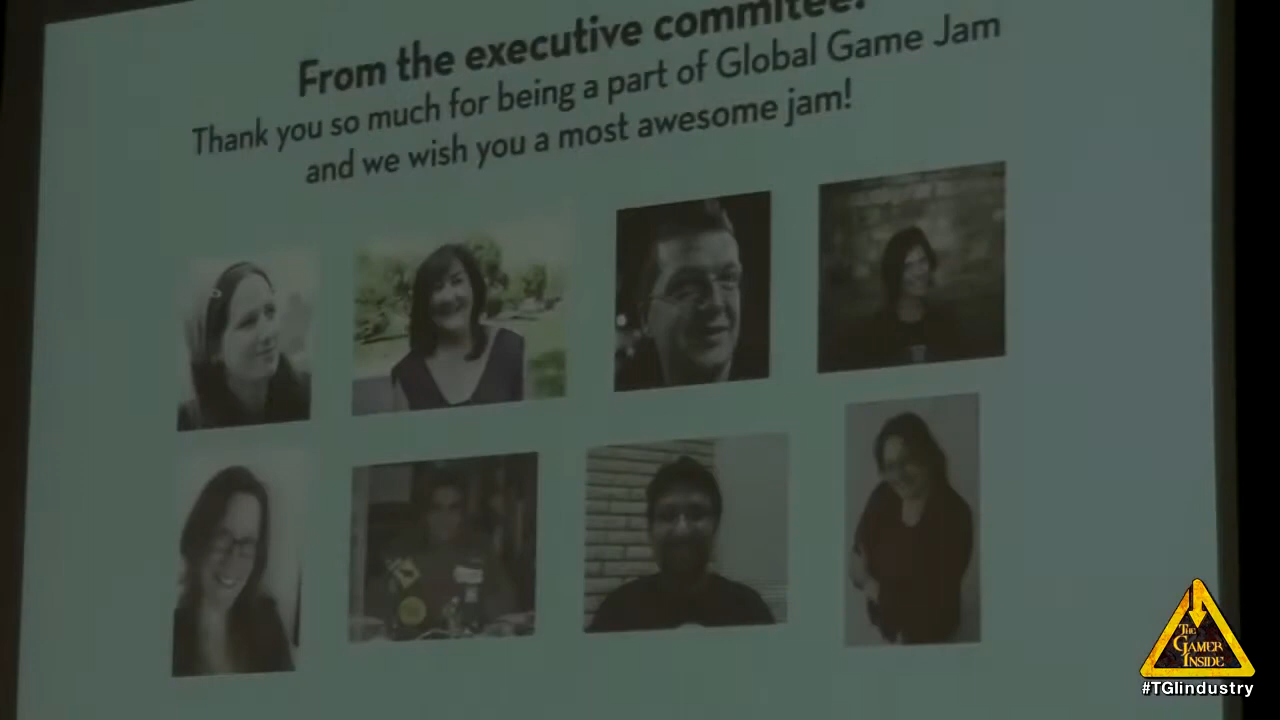 From the executive commitee:
Thank you so much for being a part of Global Game Jam
and we wish you a most awesome jam!
THE
GAMER
INSIDE
#TGIindustry